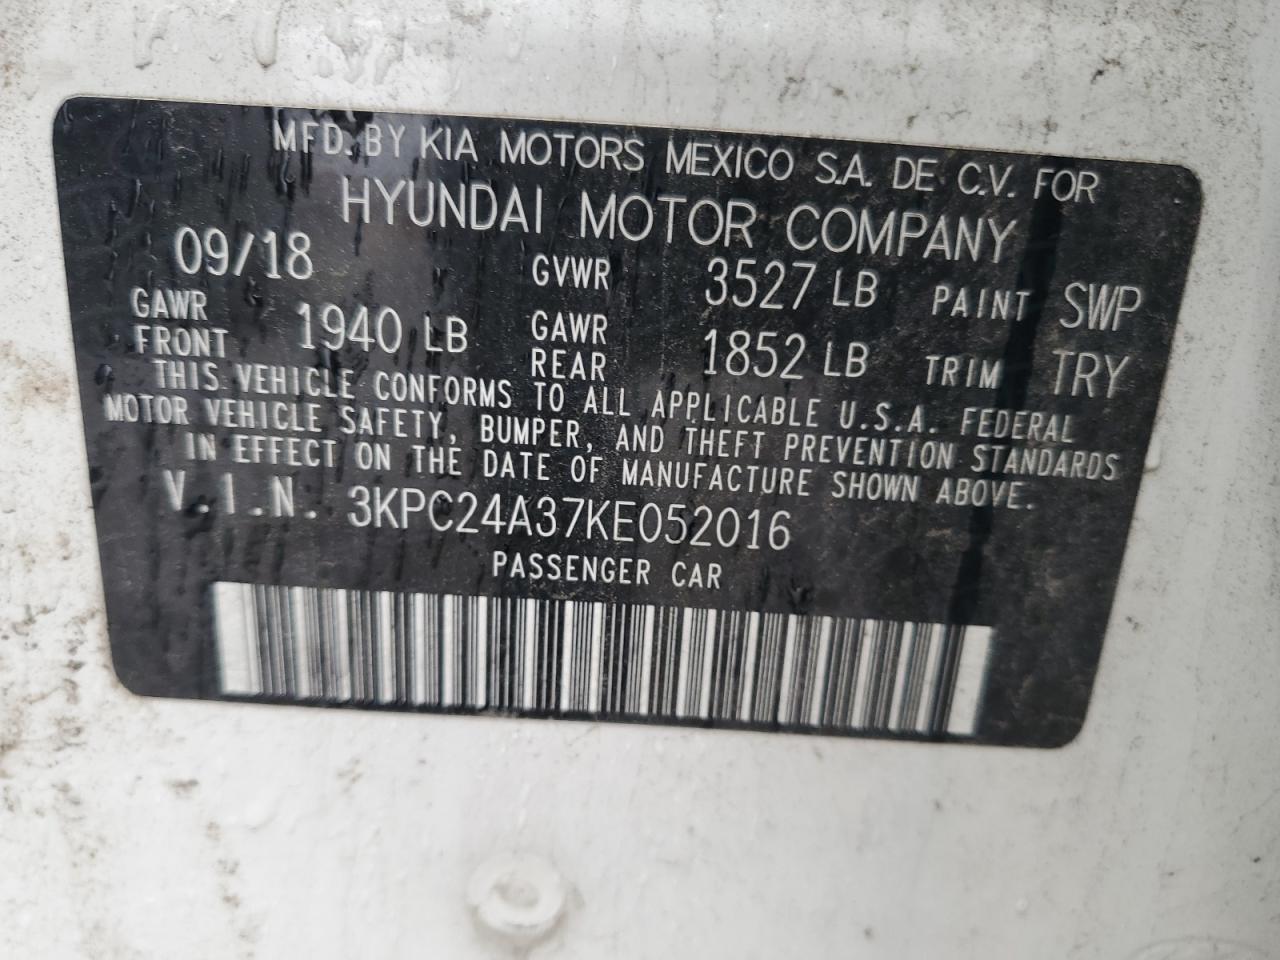 MFD. BY KIA MOTORS MEXICO S.A. DE C.V. FOR
HYUNDAI MOTOR COMPANY
09/18 GVWR 3527 LB PAINT SWP
GAWR FRONT 1940 LB GAWR REAR 1852 LB TRIM TRY
THIS VEHICLE CONFORMS TO ALL APPLICABLE U.S.A. FEDERAL
MOTOR VEHICLE SAFETY, BUMPER, AND THEFT PREVENTION STANDARDS
IN EFFECT ON THE DATE OF MANUFACTURE SHOWN ABOVE.
V.I.N. 3KPC24A37KE052016
PASSENGER CAR